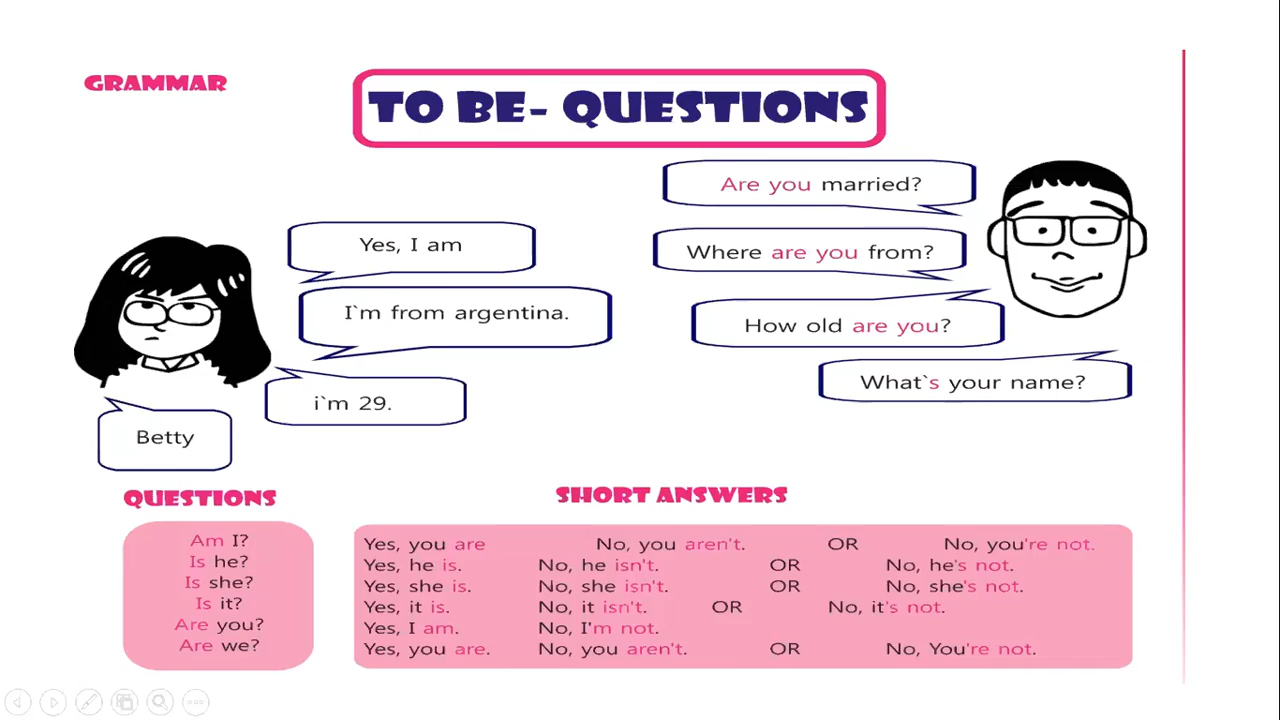 GRAMMAR
TO BE- QUESTIONS
Are you married?
Yes, I am
Where are you from?
I`m from argentina.
How old are you?
i`m 29.
What`s your name?
Betty
QUESTIONS
Am I?
Is he?
Is she?
Is it?
Are you?
Are we?
SHORT ANSWERS
Yes, you are No, you aren't. OR No, you're not.
Yes, he is. No, he isn't. OR No, he's not.
Yes, she is. No, she isn't. OR No, she's not.
Yes, it is. No, it isn't. OR No, it's not.
Yes, I am. No, I'm not.
Yes, you are. No, you aren't. OR No, You're not.